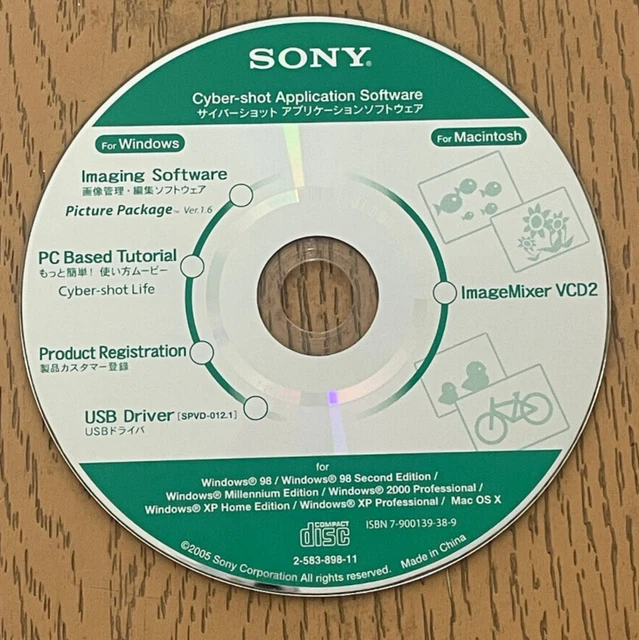 SONY®
Cyber-shot Application Software
サイバーショット アプリケーションソフトウェア
For Windows
Imaging Software
画像管理・編集ソフトウェア
Picture Package™ Ver.1.6
PC Based Tutorial
もっと簡単！ 使い方ムービー
Cyber-shot Life
Product Registration
製品カスタマー登録
USB Driver [SPVD-012.1]
USBドライバ
For Macintosh
ImageMixer VCD2
for
Windows® 98 / Windows® 98 Second Edition /
Windows® Millennium Edition / Windows® 2000 Professional /
Windows® XP Home Edition / Windows® XP Professional / Mac OS X
COMPACT
disc
ISBN 7-900139-38-9
2-583-898-11
©2005 Sony Corporation All rights reserved. Made in China